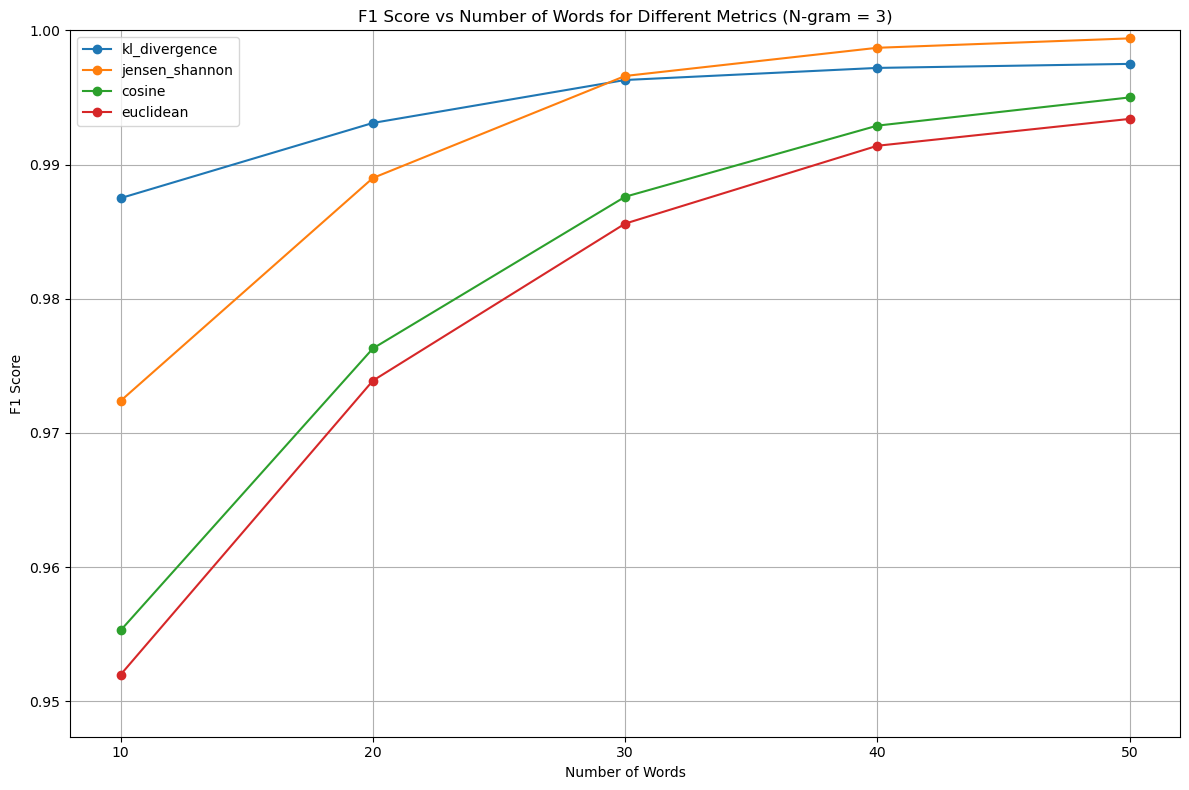 F1 Score vs Number of Words for Different Metrics (N-gram = 3)
kl_divergence
jensen_shannon
cosine
euclidean
1.00
0.99
0.98
0.97
0.96
0.95
F1 Score
10 20 30 40 50
Number of Words